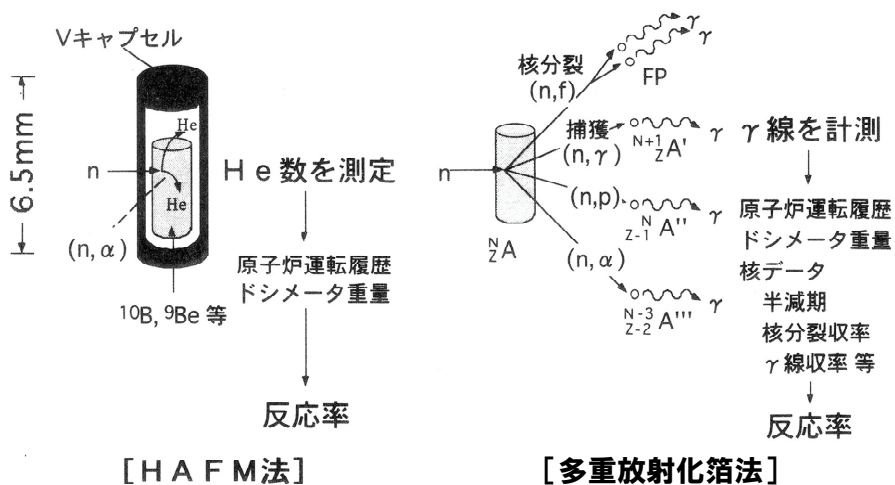 Vキャプセル
6.5mm
He
n
He
(n, α)
¹⁰B, ⁹Be 等
Ｈｅ数を測定
原子炉運転履歴
ドシメータ重量
反応率
［ＨＡＦＭ法］
γ
γ
核分裂
(n,f)
FP
捕獲
(n, γ)
N+1
Z A'
γ
n
(n,p)
N
Z-1 A''
γ
N
Z A
(n, α)
N-3
Z-2 A'''
γ
γ線を計測
原子炉運転履歴
ドシメータ重量
核データ
半減期
核分裂収率
γ線収率 等
反応率
［多重放射化箔法］